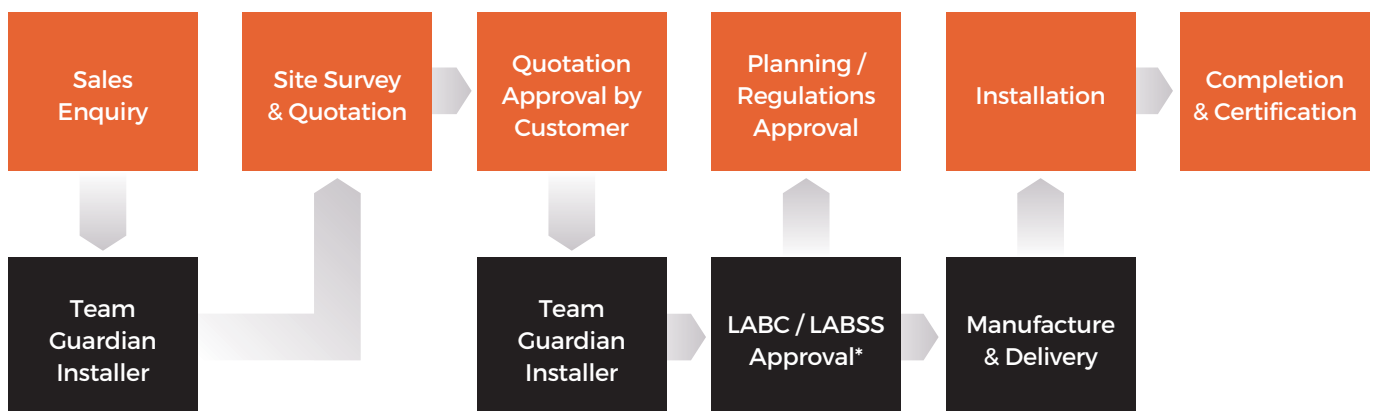 Sales
Enquiry
Site Survey
& Quotation
Quotation
Approval by
Customer
Planning /
Regulations
Approval
Installation
Completion
& Certification
Team
Guardian
Installer
Team
Guardian
Installer
LABC / LABSS
Approval*
Manufacture
& Delivery